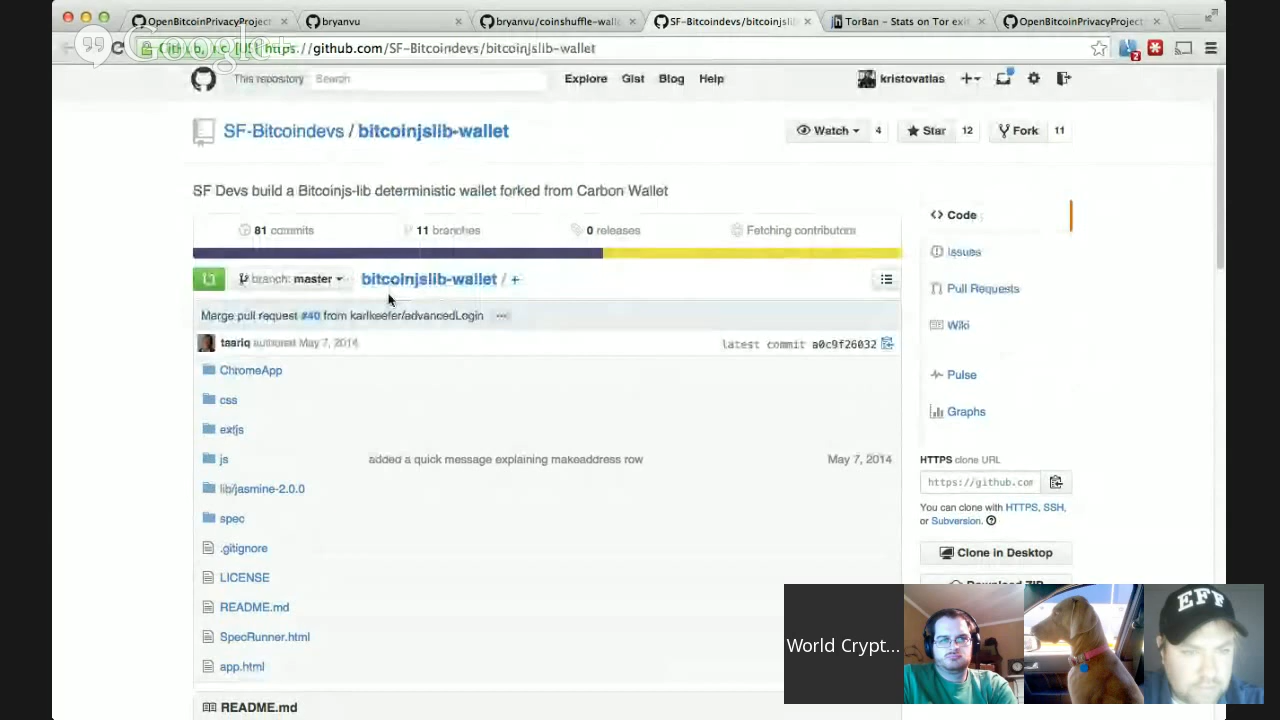 OpenBitcoinPrivacyProject
bryanvu
bryanvu/coinshuffle-wall
SF-Bitcoindevs/bitcoinjslib
TorBan - Stats on Tor exit
OpenBitcoinPrivacyProject
Google+
https://github.com/SF-Bitcoindevs/bitcoinjslib-wallet
2
This repository Search
Explore Gist Blog Help
kristovatlas
SF-Bitcoindevs / bitcoinjslib-wallet
Watch 4 Star 12 Fork 11
SF Devs build a Bitcoinjs-lib deterministic wallet forked from Carbon Wallet
81 commits 11 branches 0 releases Fetching contributors
branch: master bitcoinjslib-wallet / +
Merge pull request #40 from karlkeefer/advancedLogin ...
taariq authored May 7, 2014 latest commit a0c9f26032
ChromeApp
css
extjs
js added a quick message explaining makeaddress row May 7, 2014
lib/jasmine-2.0.0
spec
.gitignore
LICENSE
README.md
SpecRunner.html
app.html
README.md
<> Code
Issues
Pull Requests
Wiki
Pulse
Graphs
HTTPS clone URL
https://github.com
You can clone with HTTPS, SSH,
or Subversion.
Clone in Desktop
Download ZIP
World Crypt...
EFF